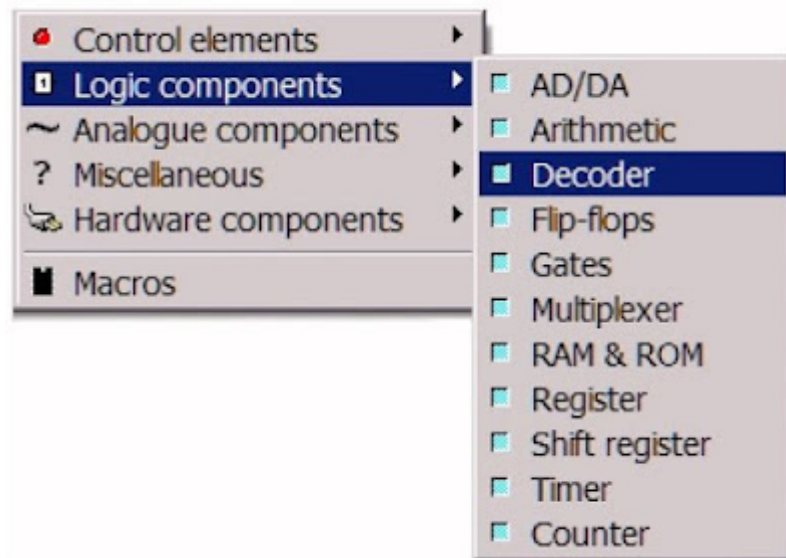 Control elements
Logic components
Analogue components
? Miscellaneous
Hardware components
Macros
AD/DA
Arithmetic
Decoder
Flip-flops
Gates
Multiplexer
RAM & ROM
Register
Shift register
Timer
Counter